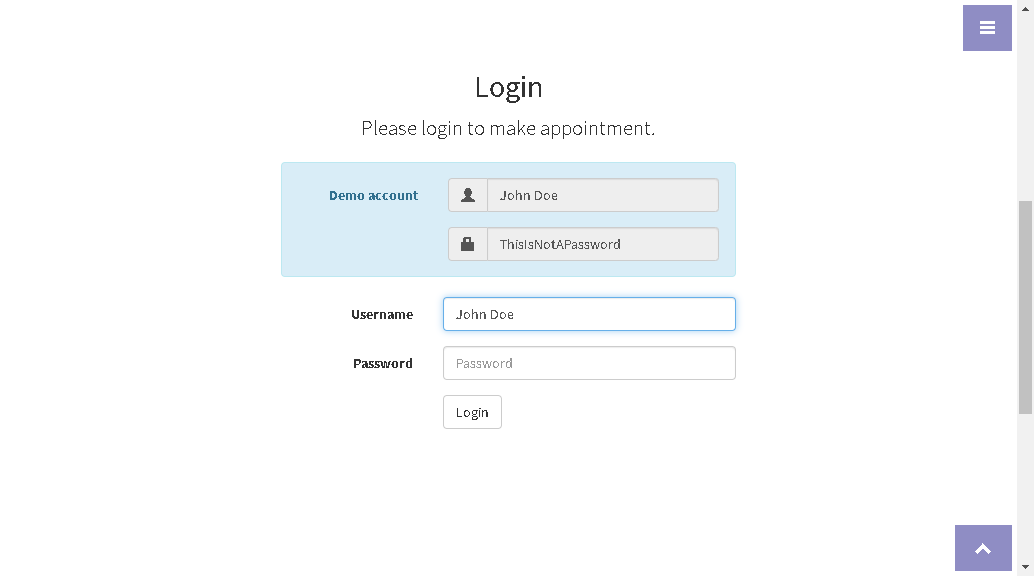 Login
Please login to make appointment.
Demo account
John Doe
ThisIsNotAPassword
Username
John Doe
Password
Password
Login